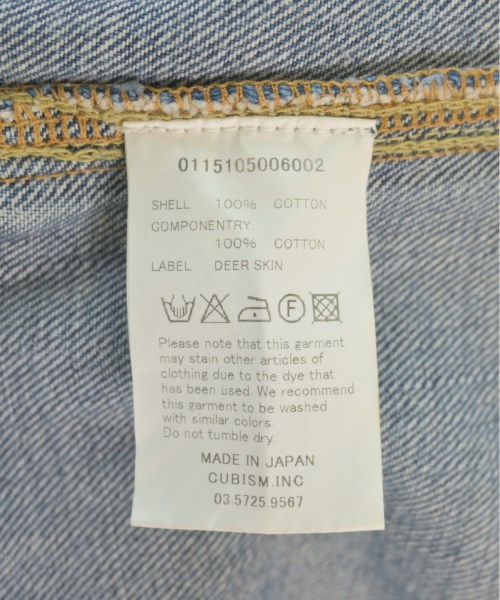 0115105006002
SHELL 100% COTTON
COMPONENTRY:
100% COTTON
LABEL DEER SKIN
F
Please note that this garment
may stain other articles of
clothing due to the dye that
has been used. We recommend
this garment to be washed
with similar colors.
Do not tumble dry.
MADE IN JAPAN
CUBISM.INC
03.5725.9567